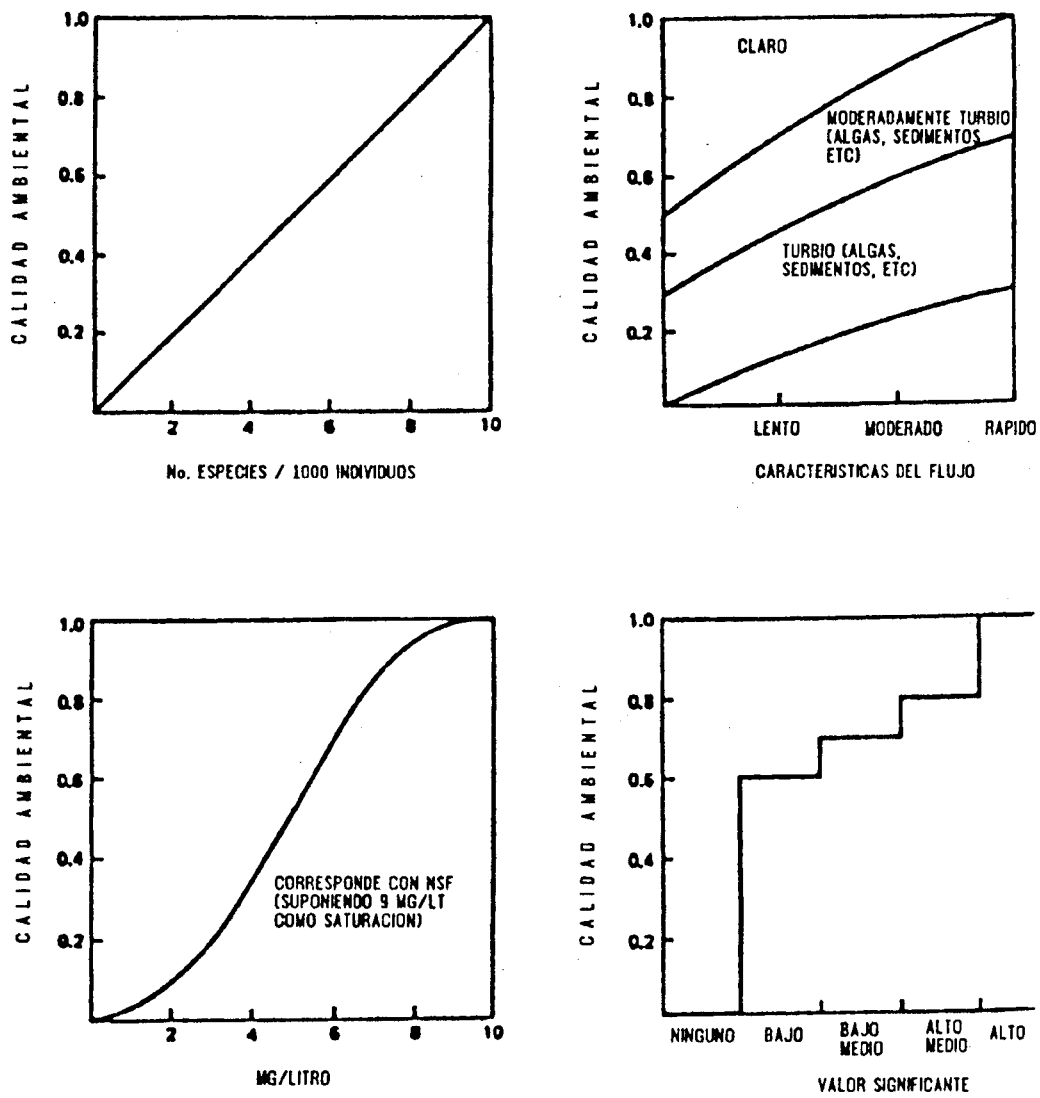 CALIDAD AMBIENTAL
1.0
0.8
0.6
0.4
0.2
2 4 6 8 10
No. ESPECIES / 1000 INDIVIDUOS
CALIDAD AMBIENTAL
1.0
0.8
0.6
0.4
0.2
CLARO
MODERADAMENTE TURBIO
(ALGAS, SEDIMENTOS
ETC)
TURBIO (ALGAS,
SEDIMENTOS, ETC)
LENTO MODERADO RAPIDO
CARACTERISTICAS DEL FLUJO
CALIDAD AMBIENTAL
1.0
0.8
0.6
0.4
0.2
CORRESPONDE CON NSF
(SUPONIENDO 9 MG/LT
COMO SATURACION)
2 4 6 8 10
MG/LITRO
CALIDAD AMBIENTAL
1.0
0.8
0.6
0.4
0.2
NINGUNO BAJO BAJO ALTO ALTO
MEDIO MEDIO
VALOR SIGNIFICANTE